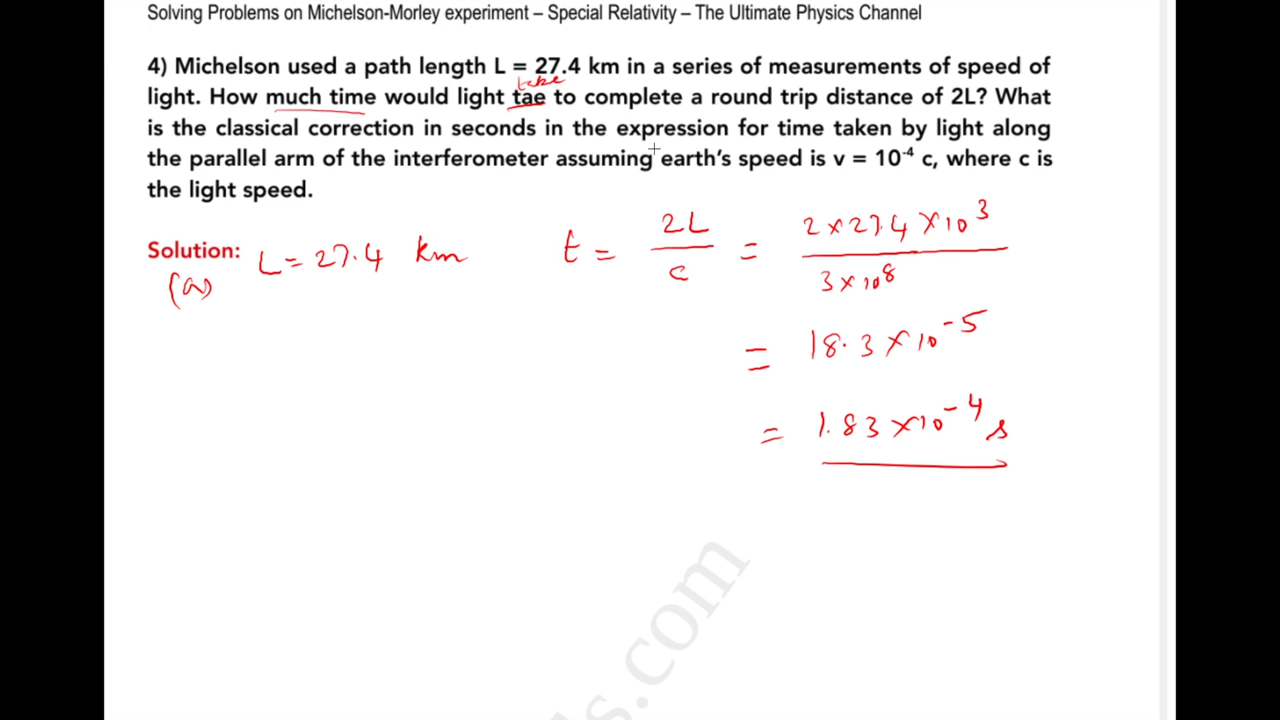 Solving Problems on Michelson-Morley experiment – Special Relativity – The Ultimate Physics Channel
4) Michelson used a path length L = 27.4 km in a series of measurements of speed of
take
light. How much time would light tae to complete a round trip distance of 2L? What
is the classical correction in seconds in the expression for time taken by light along
the parallel arm of the interferometer assuming earth's speed is v = 10⁻⁴ c, where c is
the light speed.
Solution: L = 27.4 km t = 2L / c = 2 × 27.4 × 10³ / 3 × 10⁸
(a)
= 18.3 × 10⁻⁵
= 1.83 × 10⁻⁴ s
ds.com